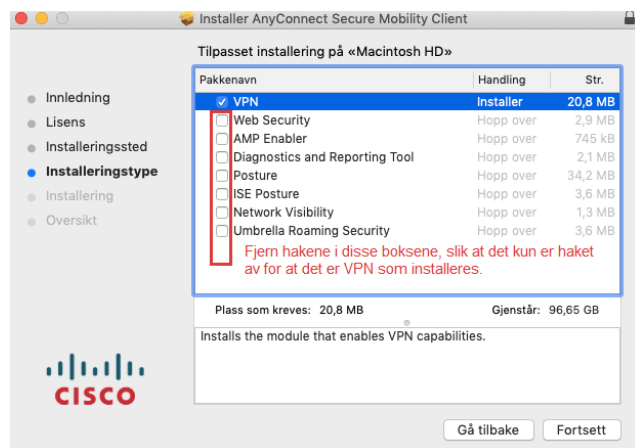 Installer AnyConnect Secure Mobility Client
Tilpasset installering på «Macintosh HD»
Innledning
Lisens
Installeringssted
Installeringstype
Installering
Oversikt
Pakkenavn Handling Str.
VPN Installer 20,8 MB
Web Security Hopp over 2,9 MB
AMP Enabler Hopp over 745 kB
Diagnostics and Reporting Tool Hopp over 2,1 MB
Posture Hopp over 34,2 MB
ISE Posture Hopp over 3,6 MB
Network Visibility Hopp over 1,3 MB
Umbrella Roaming Security Hopp over 3,6 MB
Fjern hakene i disse boksene, slik at det kun er haket
av for at det er VPN som installeres.
Plass som kreves: 20,8 MB Gjenstår: 96,65 GB
Installs the module that enables VPN capabilities.
CISCO
Gå tilbake Fortsett